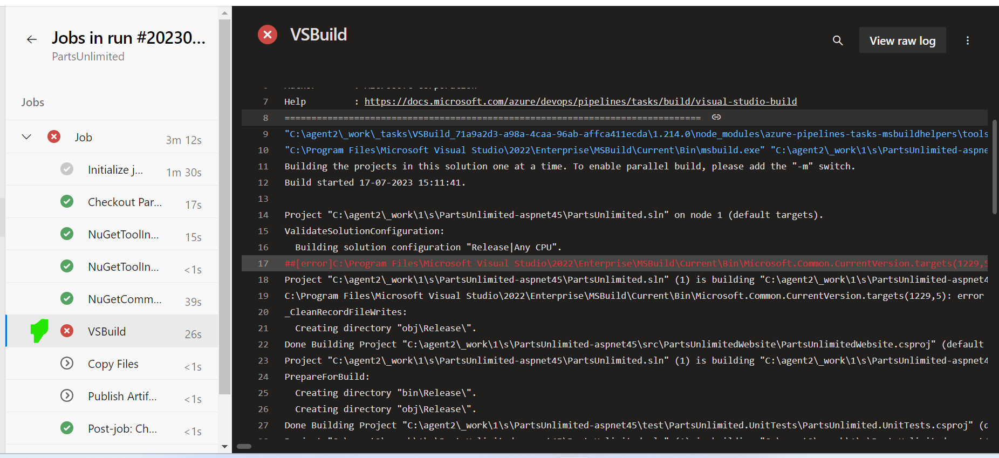 Jobs in run #20230...
PartsUnlimited
Jobs
Job 3m 12s
Initialize j... 1m 30s
Checkout Par... 17s
NuGetToolIn... 15s
NuGetToolIn... <1s
NuGetComm... 39s
VSBuild 26s
Copy Files <1s
Publish Artif... <1s
Post-job: Ch... <1s
VSBuild
View raw log
7 Help : https://docs.microsoft.com/azure/devops/pipelines/tasks/build/visual-studio-build
8 ==============================================================================
9 "C:\agent2\_work\_tasks\VSBuild_71a9a2d3-a98a-4caa-96ab-affca411ecda\1.214.0\node_modules\azure-pipelines-tasks-msbuildhelpers\tools
10 "C:\Program Files\Microsoft Visual Studio\2022\Enterprise\MSBuild\Current\Bin\msbuild.exe" "C:\agent2\_work\1\s\PartsUnlimited-aspne
11 Building the projects in this solution one at a time. To enable parallel build, please add the "-m" switch.
12 Build started 17-07-2023 15:11:41.
13
14 Project "C:\agent2\_work\1\s\PartsUnlimited-aspnet45\PartsUnlimited.sln" on node 1 (default targets).
15 ValidateSolutionConfiguration:
16 Building solution configuration "Release|Any CPU".
17 ##[error]C:\Program Files\Microsoft Visual Studio\2022\Enterprise\MSBuild\Current\Bin\Microsoft.Common.CurrentVersion.targets(1229,5
18 Project "C:\agent2\_work\1\s\PartsUnlimited-aspnet45\PartsUnlimited.sln" (1) is building "C:\agent2\_work\1\s\PartsUnlimited-aspnet4
19 C:\Program Files\Microsoft Visual Studio\2022\Enterprise\MSBuild\Current\Bin\Microsoft.Common.CurrentVersion.targets(1229,5): error
20 _CleanRecordFileWrites:
21 Creating directory "obj\Release\".
22 Done Building Project "C:\agent2\_work\1\s\PartsUnlimited-aspnet45\src\PartsUnlimitedWebsite\PartsUnlimitedWebsite.csproj" (default
23 Project "C:\agent2\_work\1\s\PartsUnlimited-aspnet45\PartsUnlimited.sln" (1) is building "C:\agent2\_work\1\s\PartsUnlimited-aspnet4
24 PrepareForBuild:
25 Creating directory "bin\Release\".
26 Creating directory "obj\Release\".
27 Done Building Project "C:\agent2\_work\1\s\PartsUnlimited-aspnet45\test\PartsUnlimited.UnitTests\PartsUnlimited.UnitTests.csproj" (d